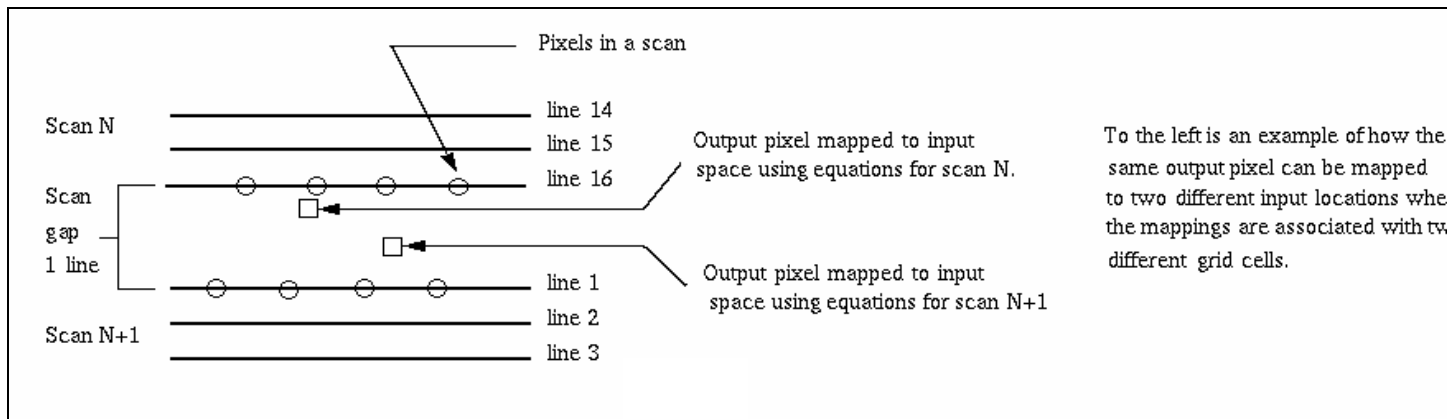 Pixels in a scan
Scan N
line 14
line 15
line 16
Scan
gap
1 line
line 1
line 2
line 3
Scan N+1
Output pixel mapped to input
space using equations for scan N.
Output pixel mapped to input
space using equations for scan N+1
To the left is an example of how the
same output pixel can be mapped
to two different input locations whe
the mappings are associated with tw
different grid cells.